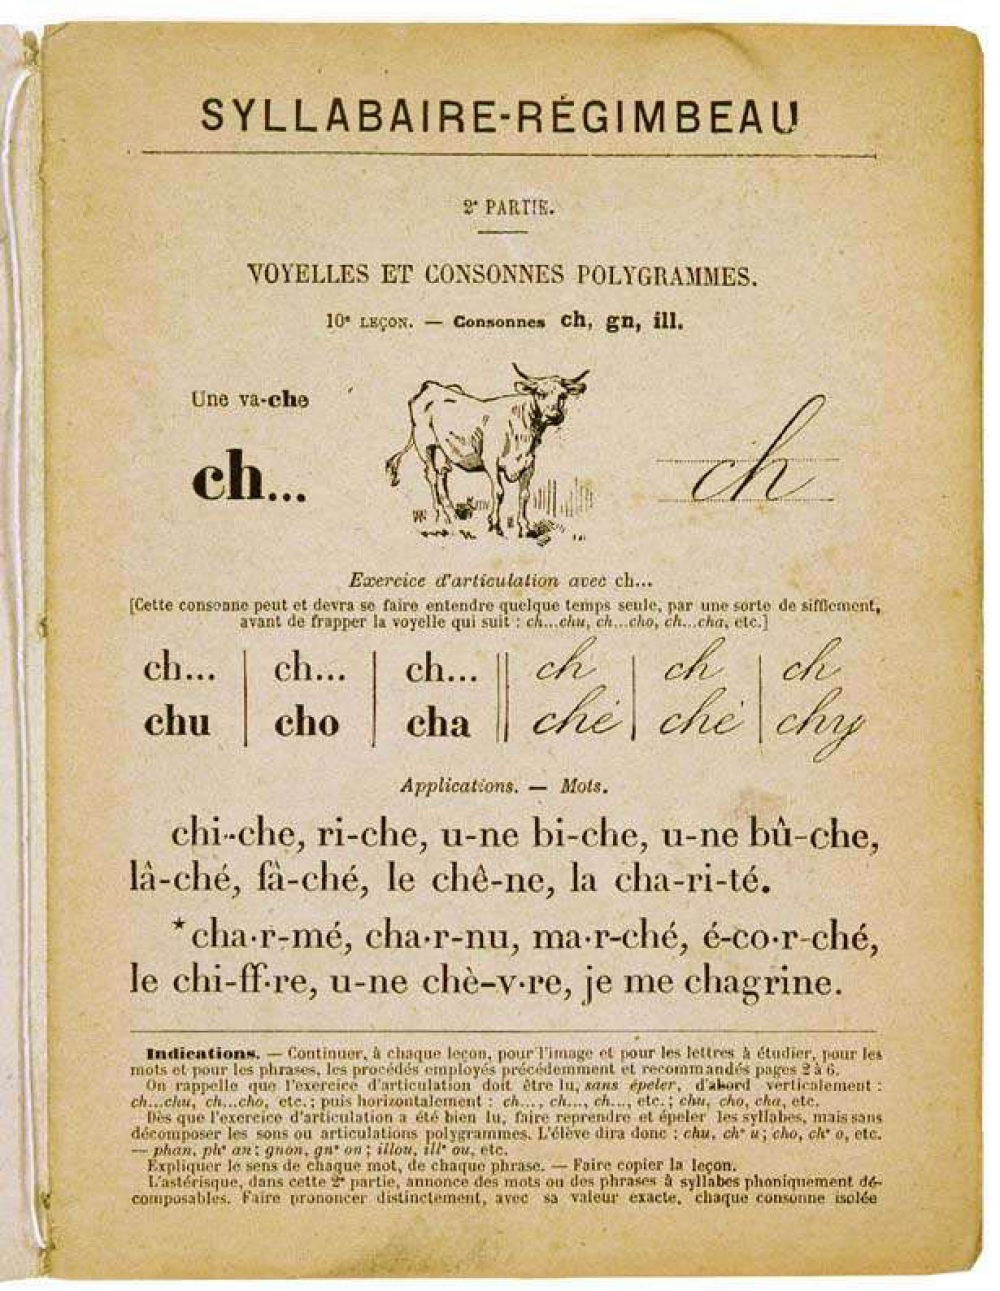 SYLLABAIRE-RÉGIMBEAU
2e PARTIE.
VOYELLES ET CONSONNES POLYGRAMMES.
10e LEÇON. — Consonnes ch, gn, ill.
Une va-che
ch...
ch
Exercice d'articulation avec ch...
[Cette consonne peut et devra se faire entendre quelque temps seule, par une sorte de sifflement,
avant de frapper la voyelle qui suit : ch...chu, ch...cho, ch...cha, etc.]
ch... | ch... | ch... || ch | ch | ch
chu | cho | cha || ché | ché | chy
Applications. — Mots.
chi-che, ri-che, u-ne bi-che, u-ne bû-che,
lâ-ché, fâ-ché, le chê-ne, la cha-ri-té.
*cha·r-mé, cha·r-nu, ma·r-ché, é-co·r-ché,
le chi-ff·re, u-ne chè-v·re, je me chagrine.
Indications. — Continuer, à chaque leçon, pour l'image et pour les lettres à étudier, pour les
mots et pour les phrases, les procédés employés précédemment et recommandés pages 2 à 6.
On rappelle que l'exercice d'articulation doit être lu, sans épeler, d'abord verticalement :
ch...chu, ch...cho, etc.; puis horizontalement : ch..., ch..., ch..., etc.; chu, cho, cha, etc.
Dès que l'exercice d'articulation a été bien lu, faire reprendre et épeler les syllabes, mais sans
décomposer les sons ou articulations polygrammes. L'élève dira donc : chu, che u; cho, che o, etc.
— phan, phe an; gnon, gne on; illou, ille ou, etc.
Expliquer le sens de chaque mot, de chaque phrase. — Faire copier la leçon.
L'astérisque, dans cette 2e partie, annonce des mots ou des phrases à syllabes phoniquement dé-
composables. Faire prononcer distinctement, avec sa valeur exacte, chaque consonne isolée